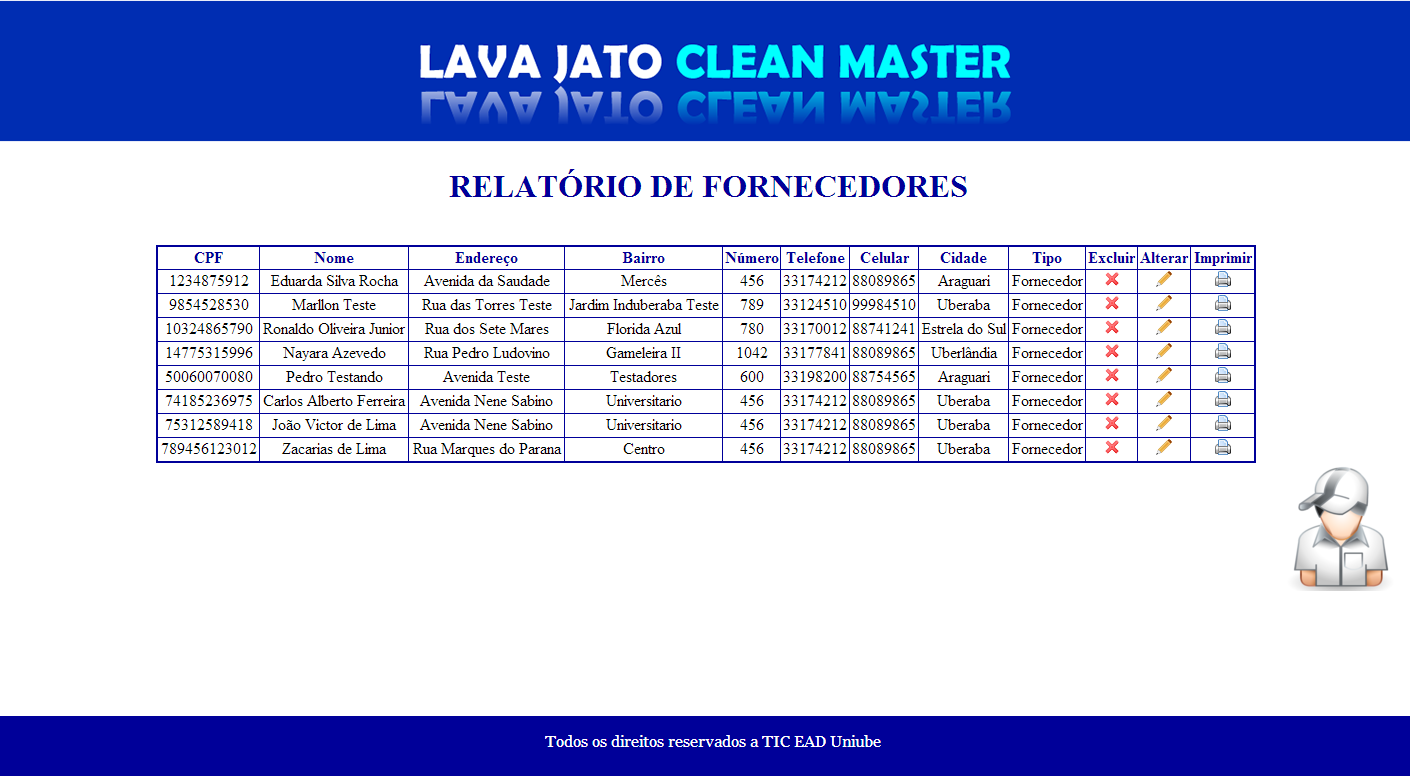 LAVA JATO CLEAN MASTER
RELATÓRIO DE FORNECEDORES
CPF Nome Endereço Bairro Número Telefone Celular Cidade Tipo Excluir Alterar Imprimir
1234875912 Eduarda Silva Rocha Avenida da Saudade Mercês 456 33174212 88089865 Araguari Fornecedor
9854528530 Marllon Teste Rua das Torres Teste Jardim Induberaba Teste 789 33124510 99984510 Uberaba Fornecedor
10324865790 Ronaldo Oliveira Junior Rua dos Sete Mares Florida Azul 780 33170012 88741241 Estrela do Sul Fornecedor
14775315996 Nayara Azevedo Rua Pedro Ludovino Gameleira II 1042 33177841 88089865 Uberlândia Fornecedor
50060070080 Pedro Testando Avenida Teste Testadores 600 33198200 88754565 Araguari Fornecedor
74185236975 Carlos Alberto Ferreira Avenida Nene Sabino Universitario 456 33174212 88089865 Uberaba Fornecedor
75312589418 João Victor de Lima Avenida Nene Sabino Universitario 456 33174212 88089865 Uberaba Fornecedor
789456123012 Zacarias de Lima Rua Marques do Parana Centro 456 33174212 88089865 Uberaba Fornecedor
Todos os direitos reservados a TIC EAD Uniube